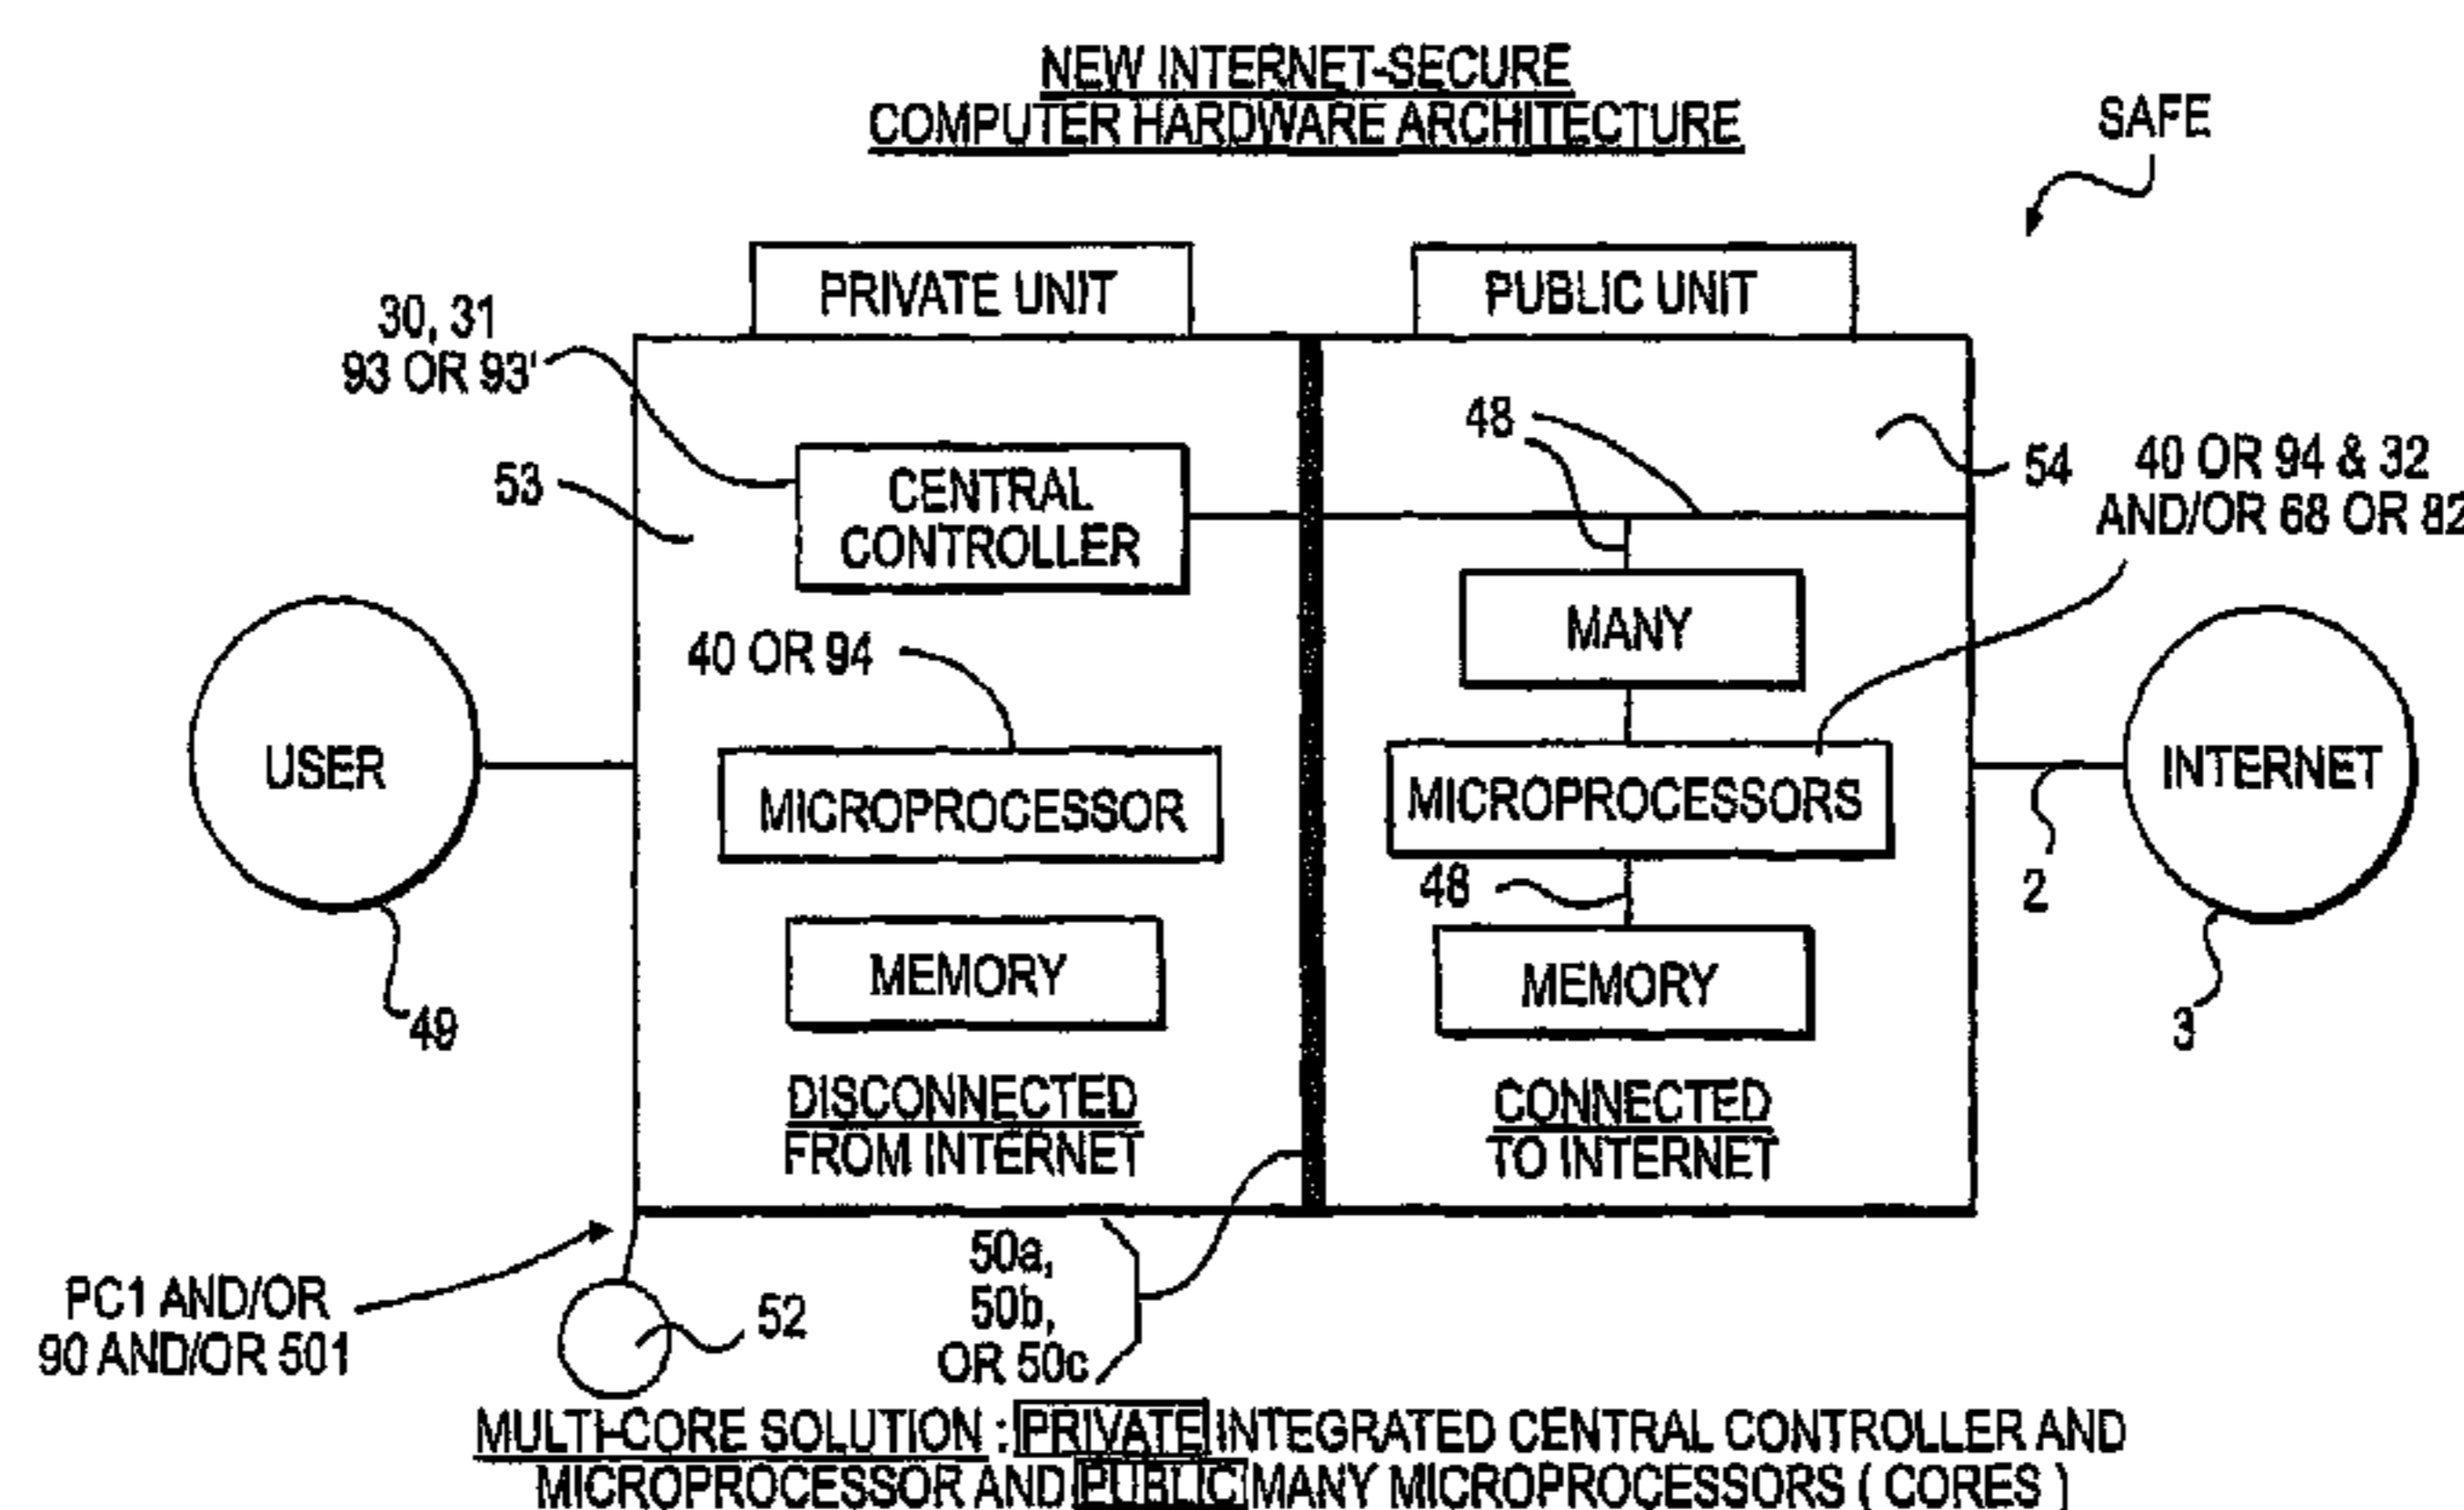 NEW INTERNET-SECURE
COMPUTER HARDWARE ARCHITECTURE
SAFE
PRIVATE UNIT
PUBLIC UNIT
30, 31
93 OR 93'
53
CENTRAL
CONTROLLER
48
54
40 OR 94 & 32
AND/OR 68 OR 82
40 OR 94
MANY
USER
MICROPROCESSOR
MICROPROCESSORS
INTERNET
48
2
MEMORY
MEMORY
49
3
DISCONNECTED
FROM INTERNET
CONNECTED
TO INTERNET
PC1 AND/OR
90 AND/OR 501
52
50a,
50b,
OR 50c
MULTI-CORE SOLUTION : PRIVATE INTEGRATED CENTRAL CONTROLLER AND
MICROPROCESSOR AND PUBLIC MANY MICROPROCESSORS ( CORES )